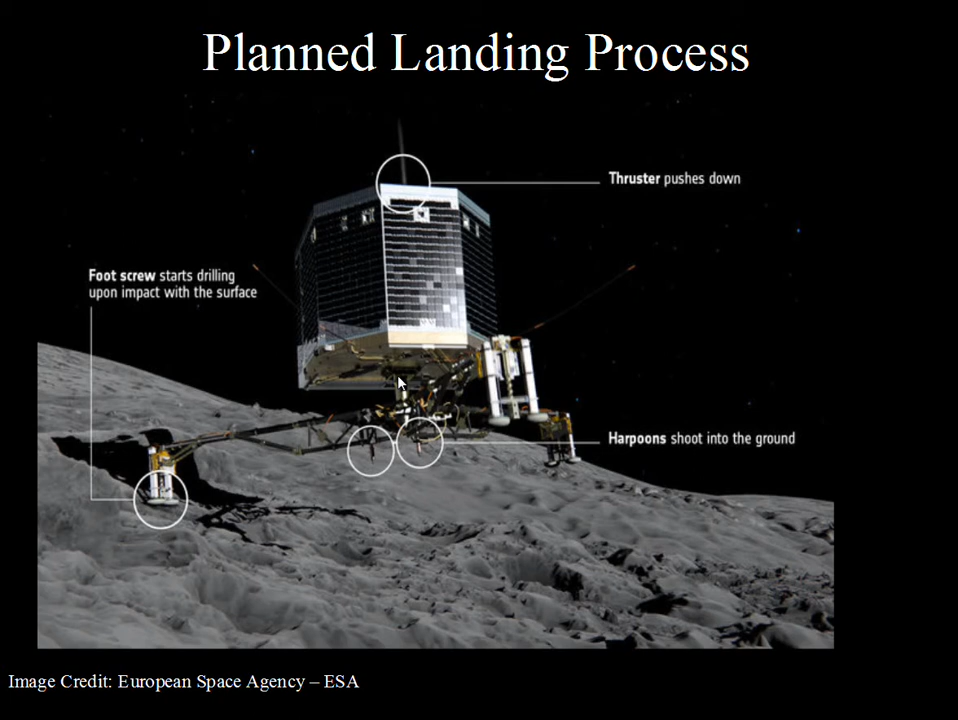 Planned Landing Process
Thruster pushes down
Foot screw starts drilling
upon impact with the surface
Harpoons shoot into the ground
Image Credit: European Space Agency – ESA